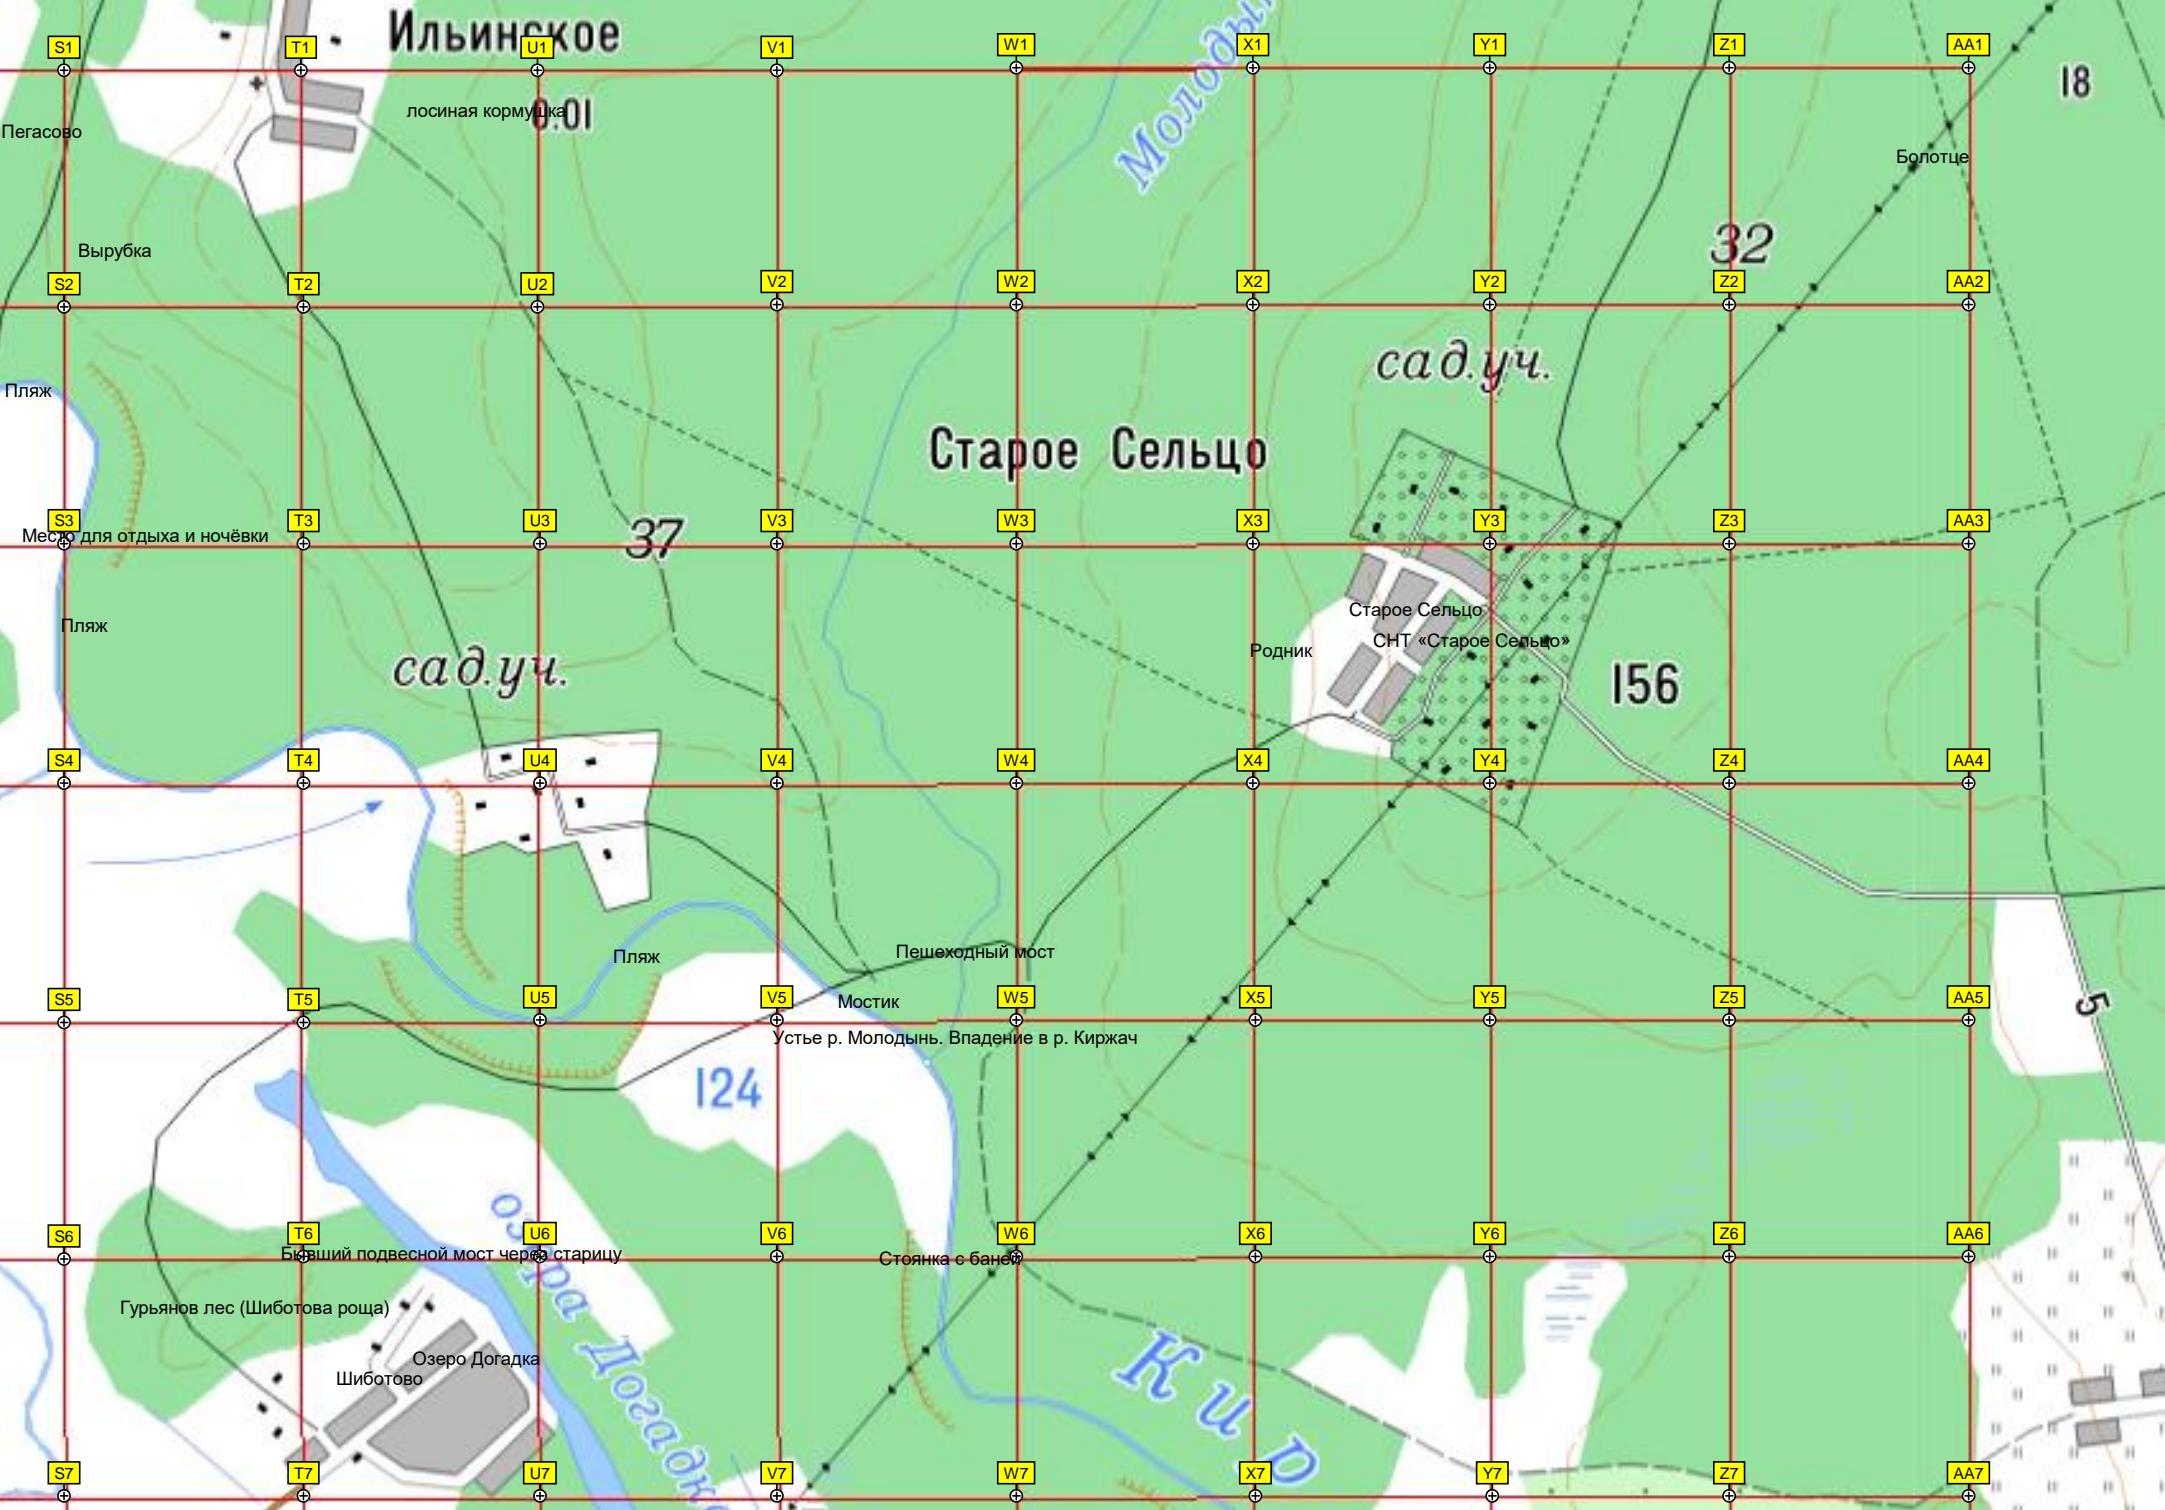 Ильинское
Молоды
S1 T1 U1 V1 W1 X1 Y1 Z1 AA1
18
лосиная кормушка
0.01
Пегасово
Болотце
Вырубка
32
S2 T2 U2 V2 W2 X2 Y2 Z2 AA2
сад.уч.
Пляж
Старое Сельцо
S3 T3 U3 V3 W3 X3 Y3 Z3 AA3
Место для отдыха и ночёвки
37
Старое Сельцо
Пляж
СНТ «Старое Сельцо»
Родник
сад.уч.
156
S4 T4 U4 V4 W4 X4 Y4 Z4 AA4
Пешеходный мост
Пляж
S5 T5 U5 V5 W5 X5 Y5 Z5 AA5
Мостик
5
Устье р. Молодынь. Впадение в р. Киржач
124
S6 T6 U6 V6 W6 X6 Y6 Z6 AA6
Бывший подвесной мост через старицу
Стоянка с баней
озера Догадка
Гурьянов лес (Шиботова роща)
Озеро Догадка
Шиботово
Кир
S7 T7 U7 V7 W7 X7 Y7 Z7 AA7